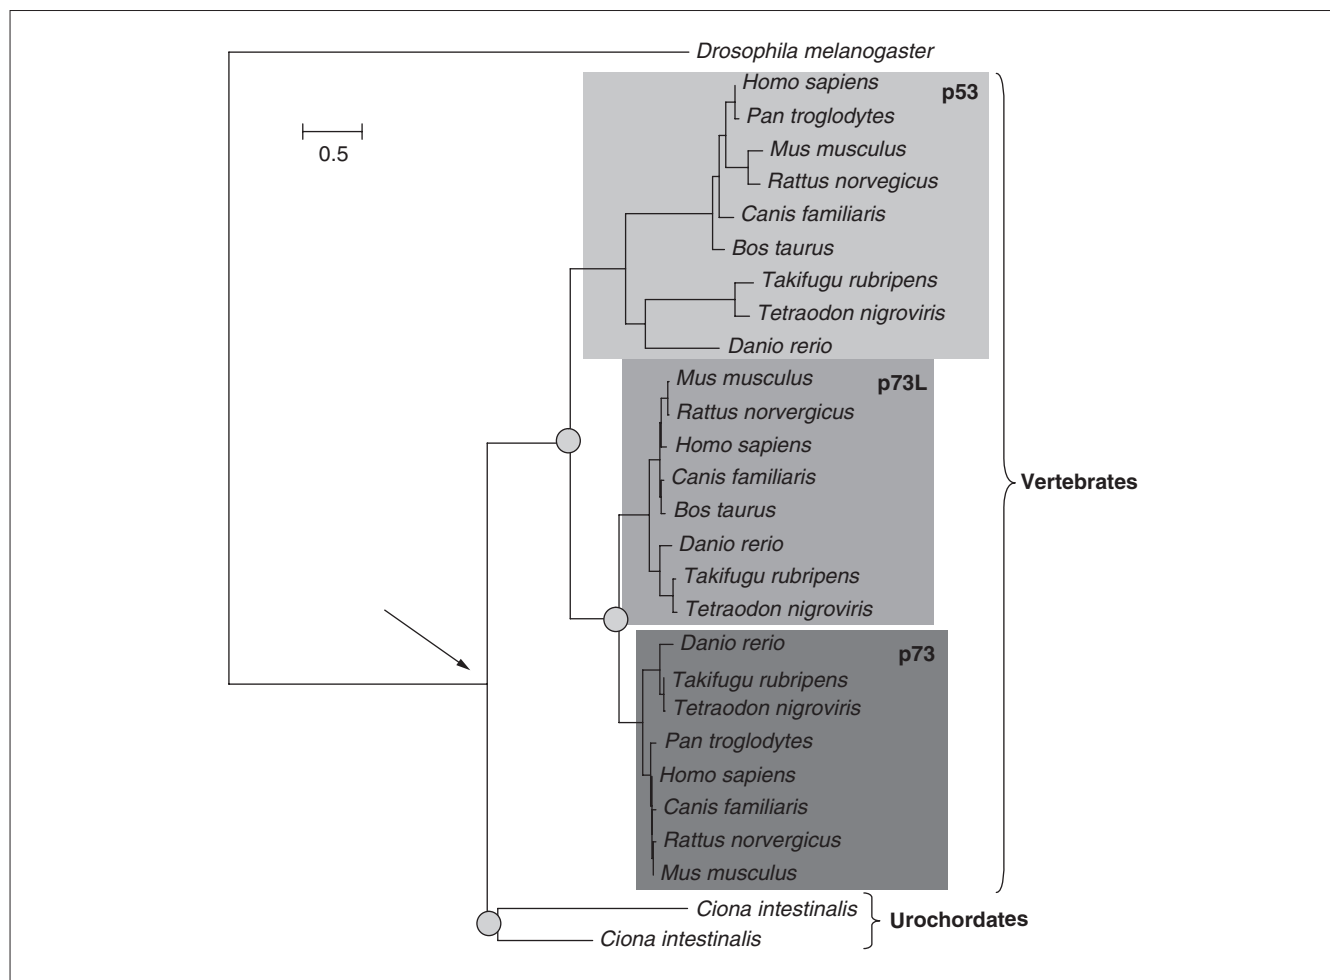 Drosophila melanogaster
Homo sapiens
p53
Pan troglodytes
0.5
Mus musculus
Rattus norvegicus
Canis familiaris
Bos taurus
Takifugu rubripens
Tetraodon nigroviris
Danio rerio
Mus musculus
p73L
Rattus norvergicus
Homo sapiens
Canis familiaris
Vertebrates
Bos taurus
Danio rerio
Takifugu rubripens
Tetraodon nigroviris
Danio rerio
p73
Takifugu rubripens
Tetraodon nigroviris
Pan troglodytes
Homo sapiens
Canis familiaris
Rattus norvergicus
Mus musculus
Ciona intestinalis
Urochordates
Ciona intestinalis